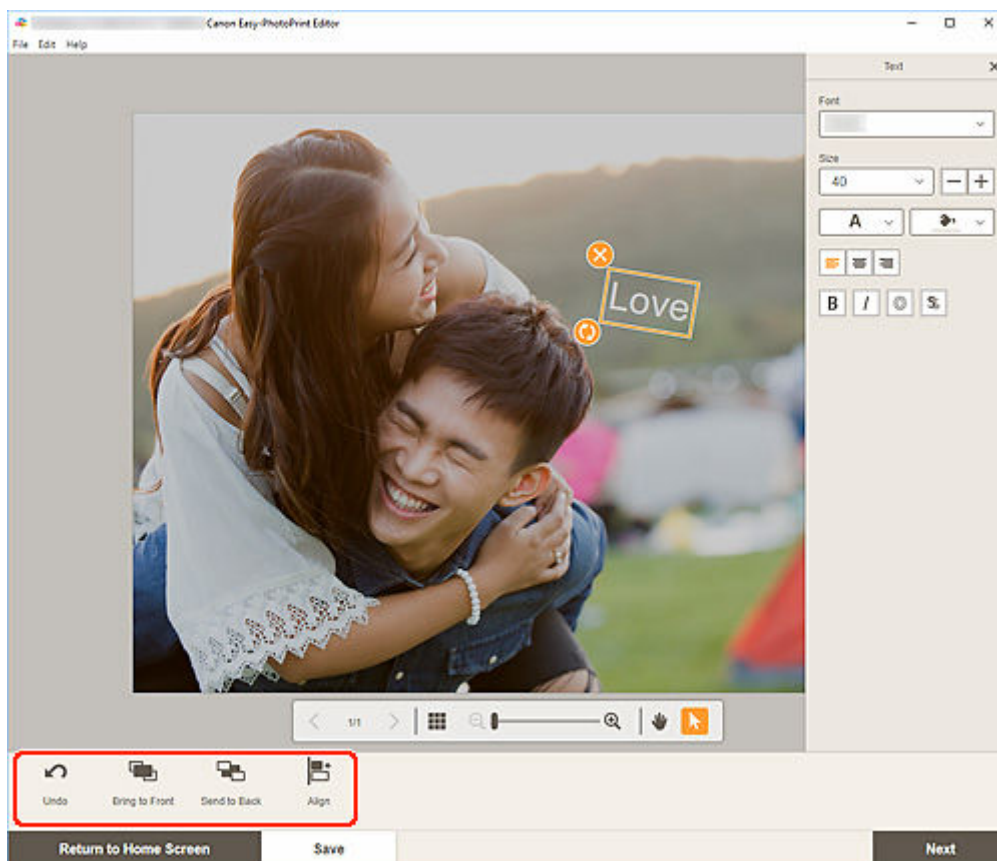 Canon Easy-PhotoPrint Editor
File Edit Help
Text
Font
Size
40
A
B I
Love
1/1
Undo Bring to Front Send to Back Align
Return to Home Screen Save Next